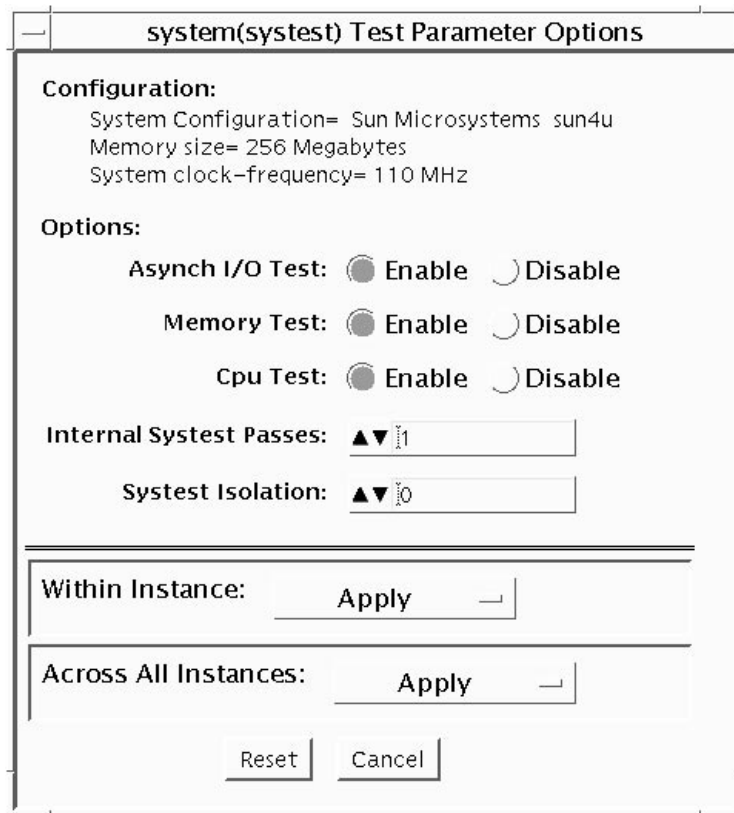 system(systest) Test Parameter Options
Configuration:
System Configuration= Sun Microsystems sun4u
Memory size= 256 Megabytes
System clock-frequency= 110 MHz
Options:
Asynch I/O Test: Enable Disable
Memory Test: Enable Disable
Cpu Test: Enable Disable
Internal Systest Passes: ▲▼ 1
Systest Isolation: ▲▼ 0
Within Instance: Apply
Across All Instances: Apply
Reset Cancel